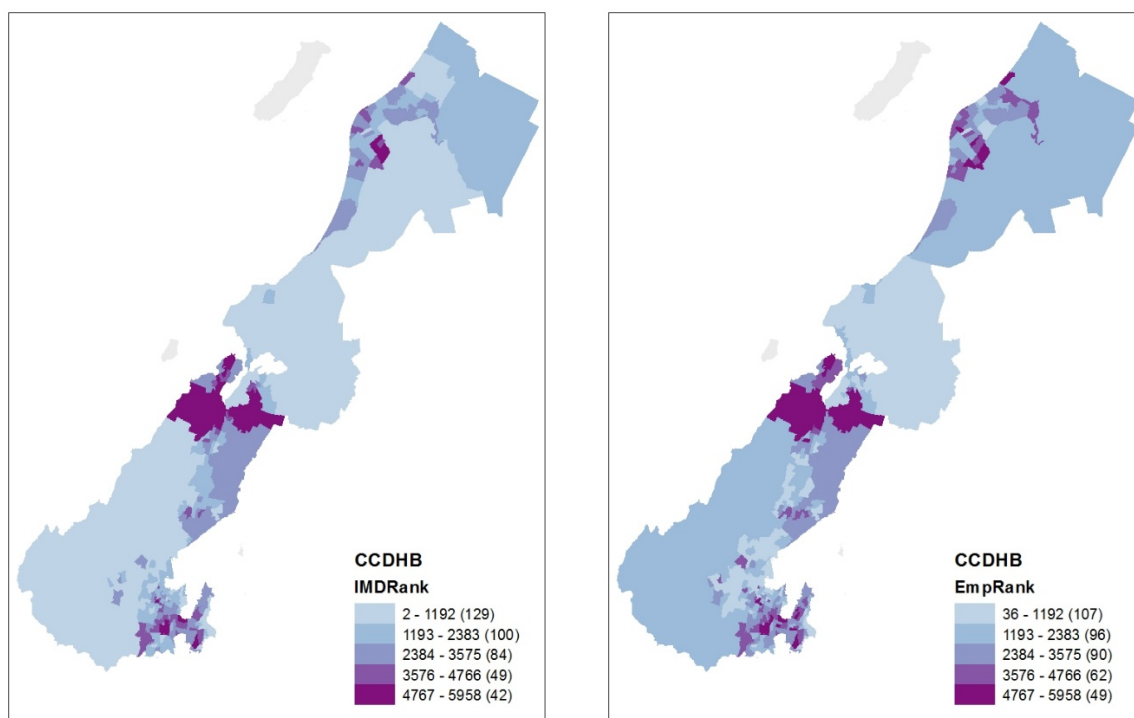 CCDHB
IMDRank
2 - 1192 (129)
1193 - 2383 (100)
2384 - 3575 (84)
3576 - 4766 (49)
4767 - 5958 (42)
CCDHB
EmpRank
36 - 1192 (107)
1193 - 2383 (96)
2384 - 3575 (90)
3576 - 4766 (62)
4767 - 5958 (49)